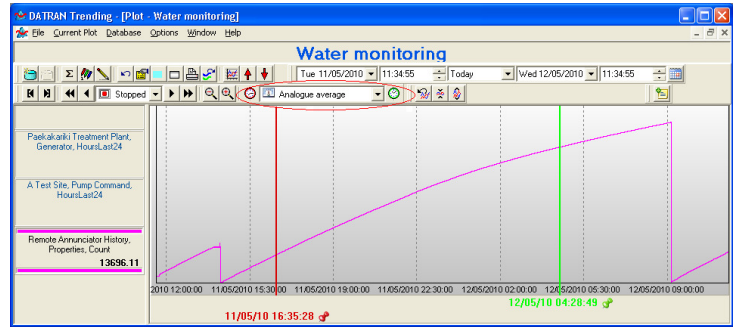 DATRAN Trending - [Plot - Water monitoring]
File Current Plot Database Options Window Help
Water monitoring
Tue 11/05/2010 11:34:55 Today Wed 12/05/2010 11:34:55
Stopped Analogue average
Paekakariki Treatment Plant,
Generator, HoursLast24
A Test Site, Pump Command,
HoursLast24
Remote Annunciator History,
Properties, Count
13696.11
2010 12:00:00 11/05/2010 15:30:00 11/05/2010 19:00:00 11/05/2010 22:30:00 12/05/2010 02:00:00 12/05/2010 05:30:00 12/05/2010 09:00:00
12/05/10 04:28:49
11/05/10 16:35:28